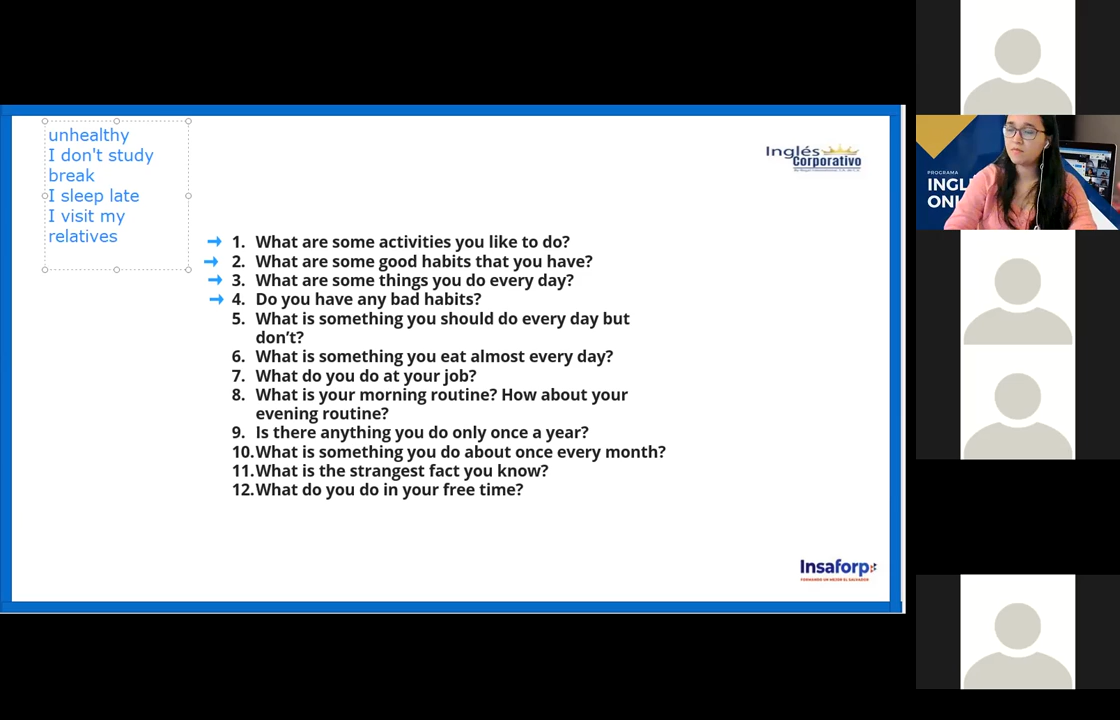 unhealthy
I don't study
break
I sleep late
I visit my
relatives
Inglés
Corporativo
1. What are some activities you like to do?
2. What are some good habits that you have?
3. What are some things you do every day?
4. Do you have any bad habits?
5. What is something you should do every day but
don't?
6. What is something you eat almost every day?
7. What do you do at your job?
8. What is your morning routine? How about your
evening routine?
9. Is there anything you do only once a year?
10. What is something you do about once every month?
11. What is the strangest fact you know?
12. What do you do in your free time?
Insaforp
PROGRAMA
INGL
ONL